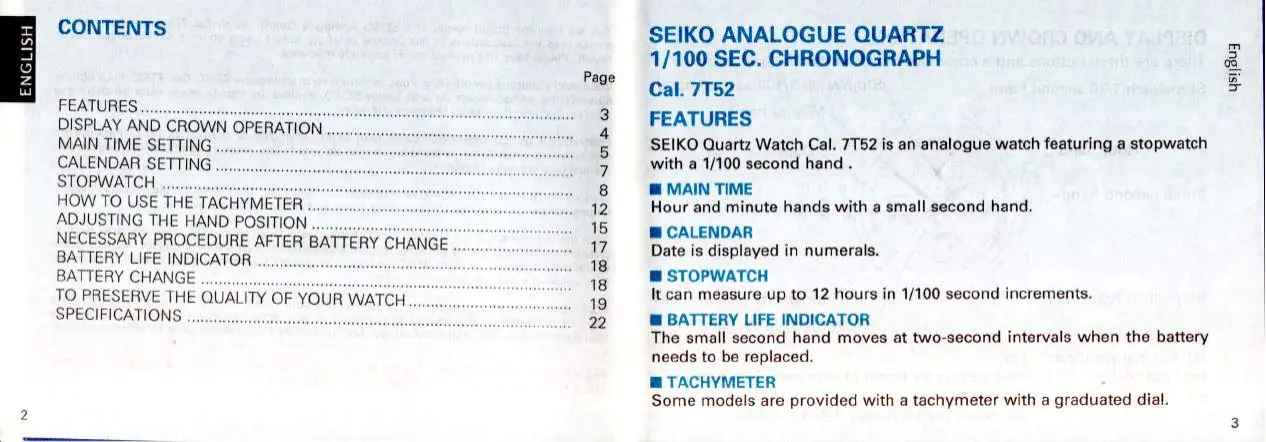 ENGLISH
CONTENTS
Page
FEATURES ........ 3
DISPLAY AND CROWN OPERATION ........ 4
MAIN TIME SETTING ........ 5
CALENDAR SETTING ........ 7
STOPWATCH ........ 8
HOW TO USE THE TACHYMETER ........ 12
ADJUSTING THE HAND POSITION ........ 15
NECESSARY PROCEDURE AFTER BATTERY CHANGE ........ 17
BATTERY LIFE INDICATOR ........ 18
BATTERY CHANGE ........ 18
TO PRESERVE THE QUALITY OF YOUR WATCH ........ 19
SPECIFICATIONS ........ 22
2
SEIKO ANALOGUE QUARTZ
1/100 SEC. CHRONOGRAPH
Cal. 7T52
FEATURES
SEIKO Quartz Watch Cal. 7T52 is an analogue watch featuring a stopwatch
with a 1/100 second hand .
■ MAIN TIME
Hour and minute hands with a small second hand.
■ CALENDAR
Date is displayed in numerals.
■ STOPWATCH
It can measure up to 12 hours in 1/100 second increments.
■ BATTERY LIFE INDICATOR
The small second hand moves at two-second intervals when the battery
needs to be replaced.
■ TACHYMETER
Some models are provided with a tachymeter with a graduated dial.
English
3